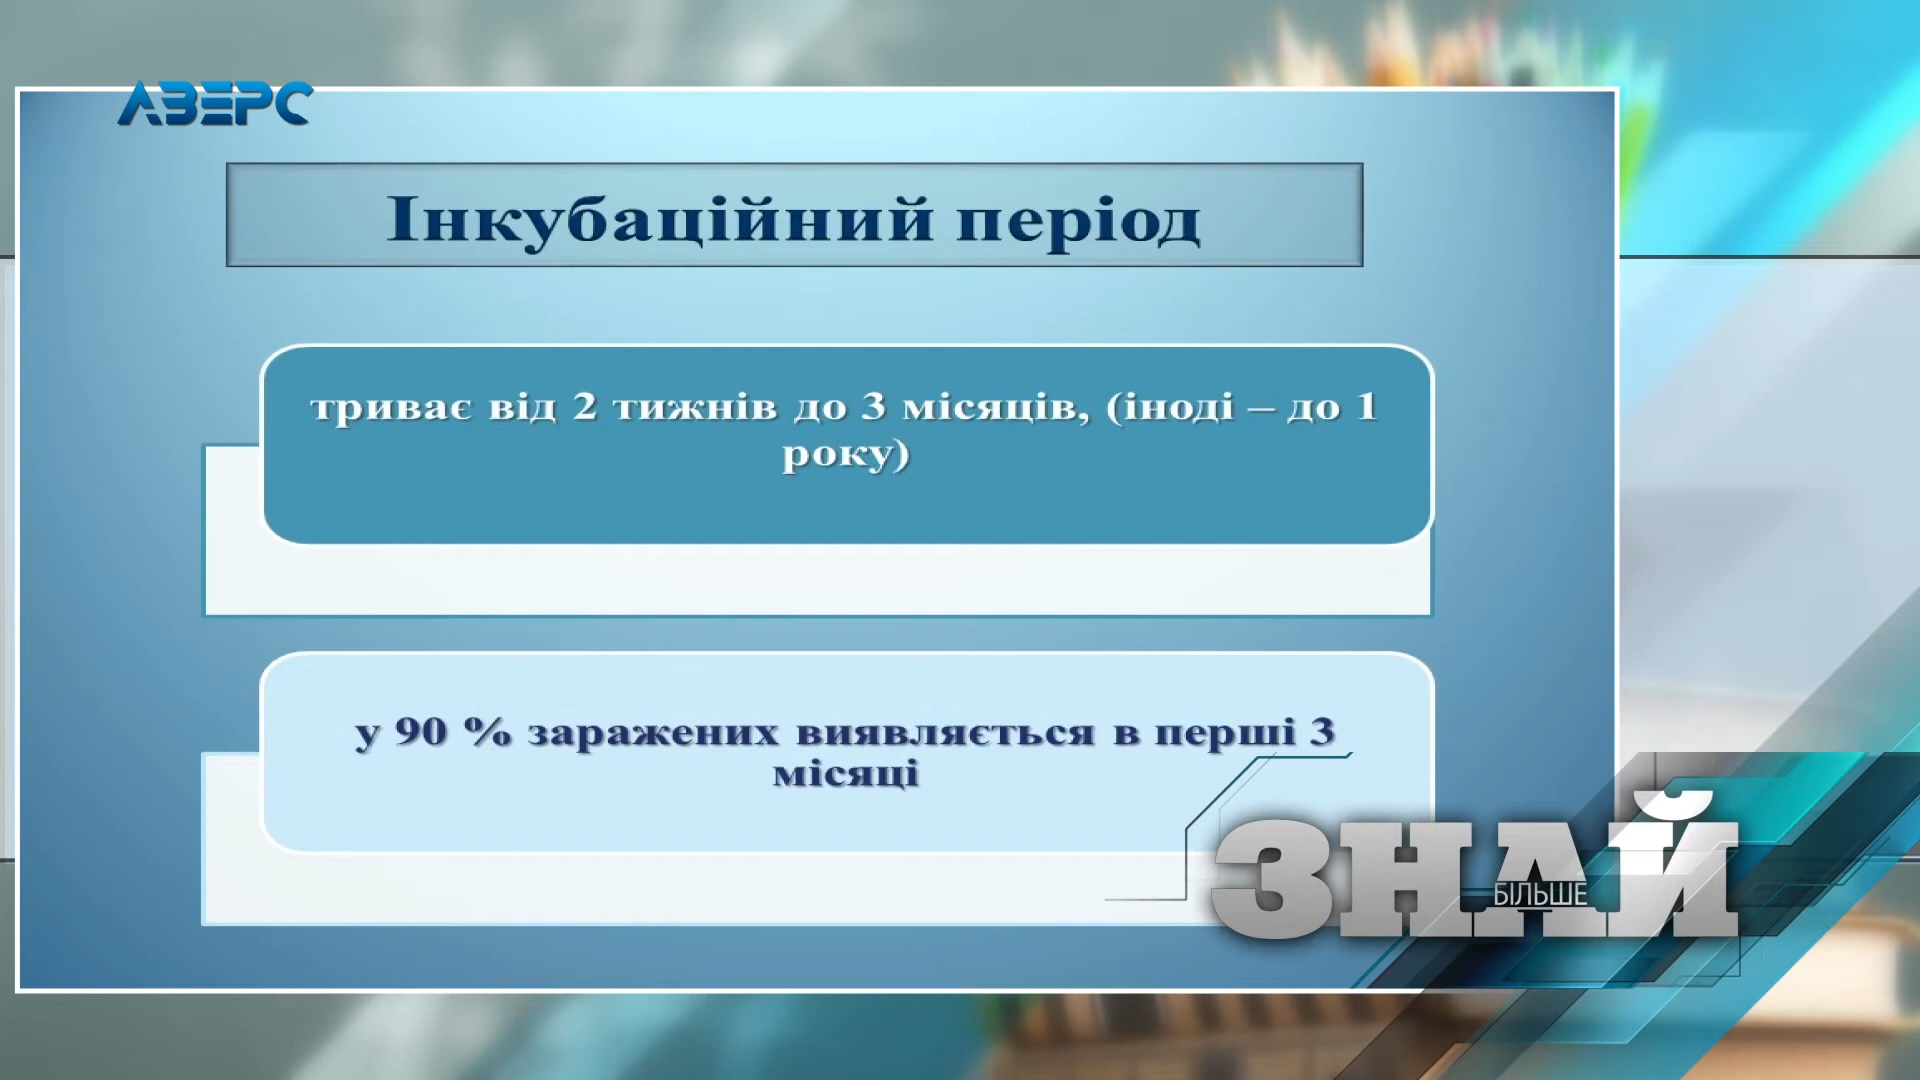 АВЕРС
Інкубаційний період
триває від 2 тижнів до 3 місяців, (іноді – до 1
року)
у 90 % заражених виявляється в перші 3
місяці
ЗНАЙ
БІЛЬШЕ